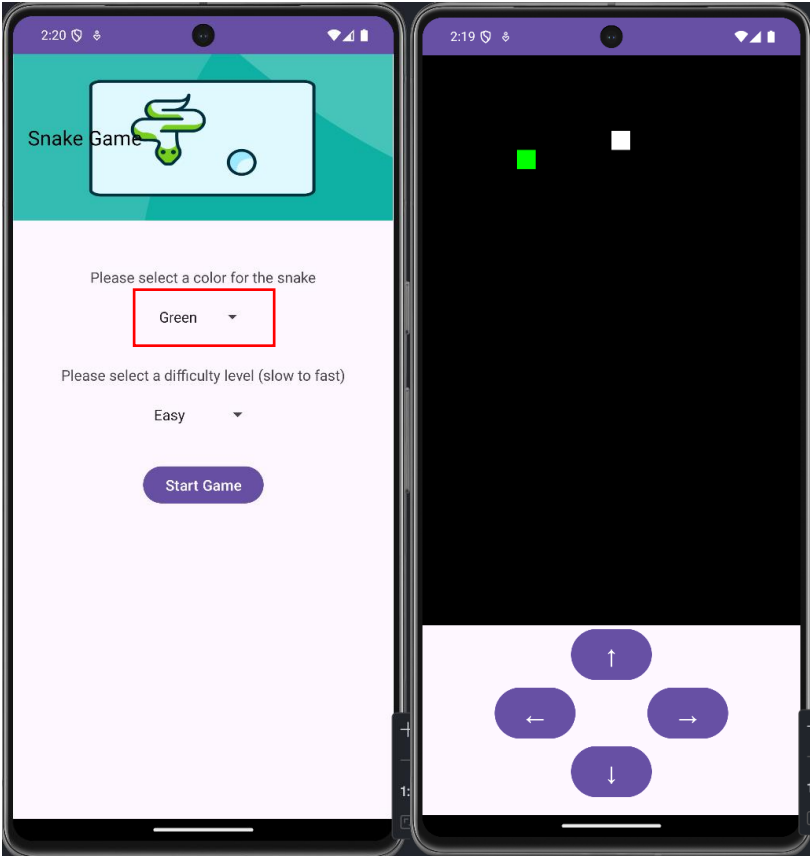 2:20
Snake Game
Please select a color for the snake
Green
Please select a difficulty level (slow to fast)
Easy
Start Game
1:
2:19
↑
← →
↓